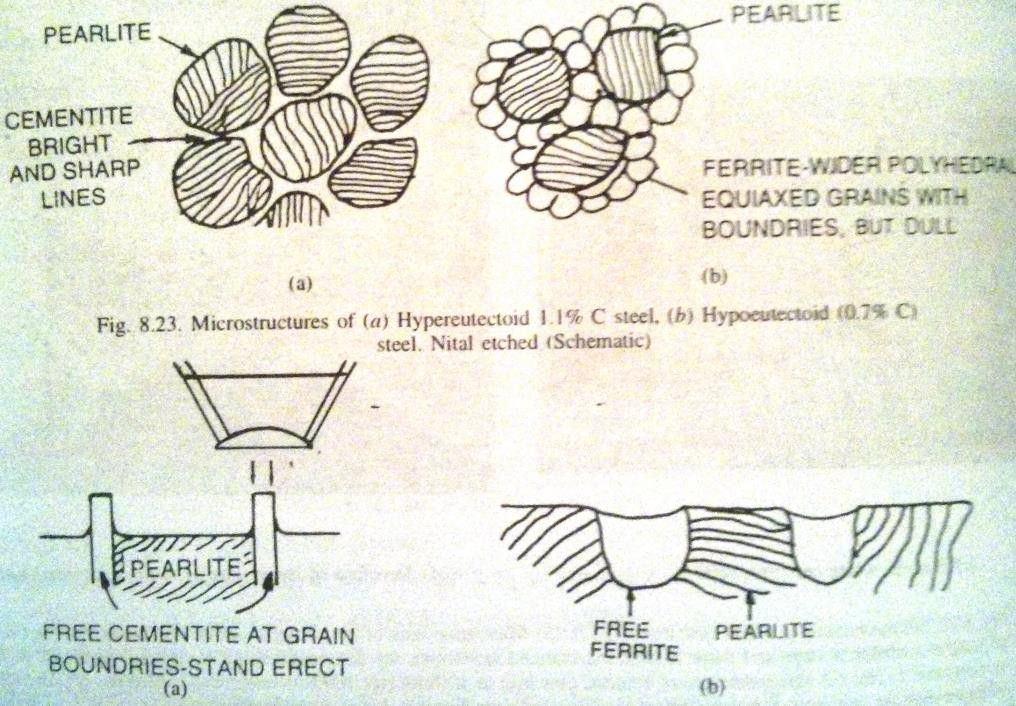 PEARLITE
CEMENTITE
BRIGHT
AND SHARP
LINES
(a)
PEARLITE
FERRITE-WIDER POLYHEDRAL
EQUIAXED GRAINS WITH
BOUNDRIES, BUT DULL
(b)
Fig. 8.23. Microstructures of (a) Hypereutectoid 1.1% C steel, (b) Hypoeutectoid (0.7% C)
steel. Nital etched (Schematic)
PEARLITE
FREE CEMENTITE AT GRAIN
BOUNDRIES-STAND ERECT
(a)
FREE
FERRITE
PEARLITE
(b)